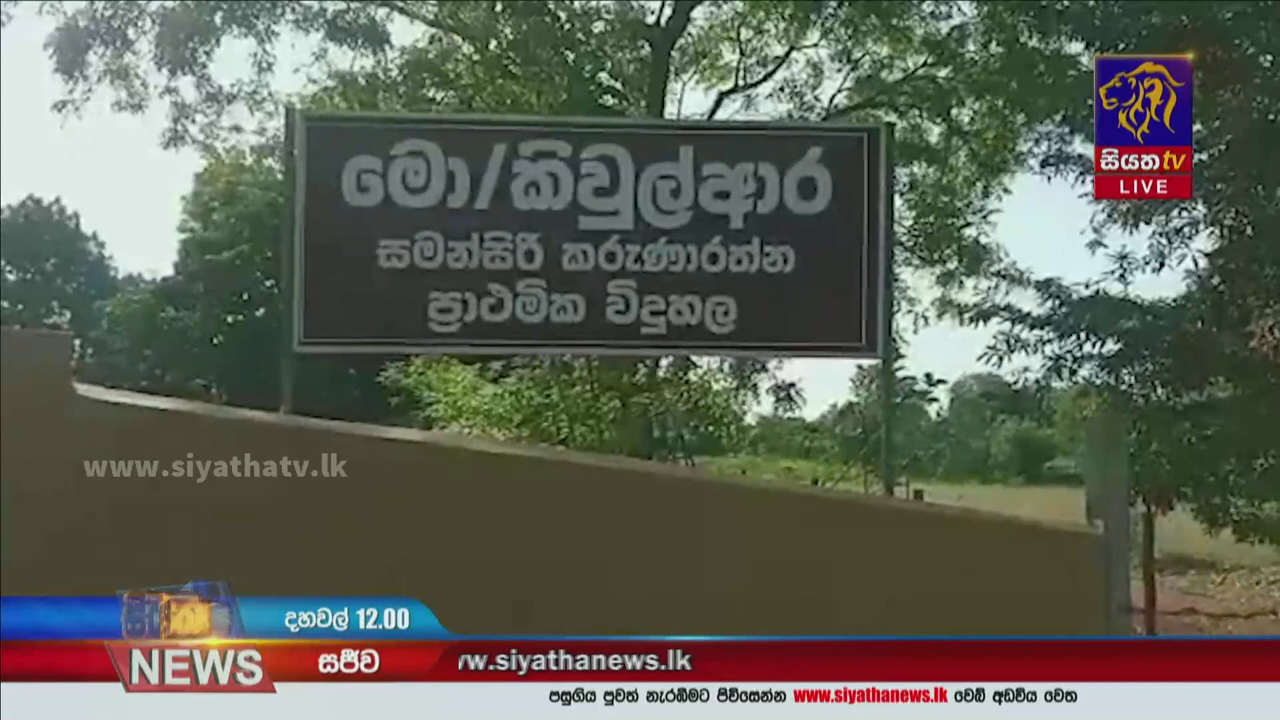 මො/කිවුල්ආර
සමන්සිරි කරුණාරත්න
ප්‍රාථමික විදුහල
සියත tv
LIVE
www.siyathatv.lk
දහවල් 12.00
NEWS
සජීව
www.siyathanews.lk
පසුගිය පුවත් නැරඹීමට පිවිසෙන්න www.siyathanews.lk වෙබ් අඩවිය වෙත